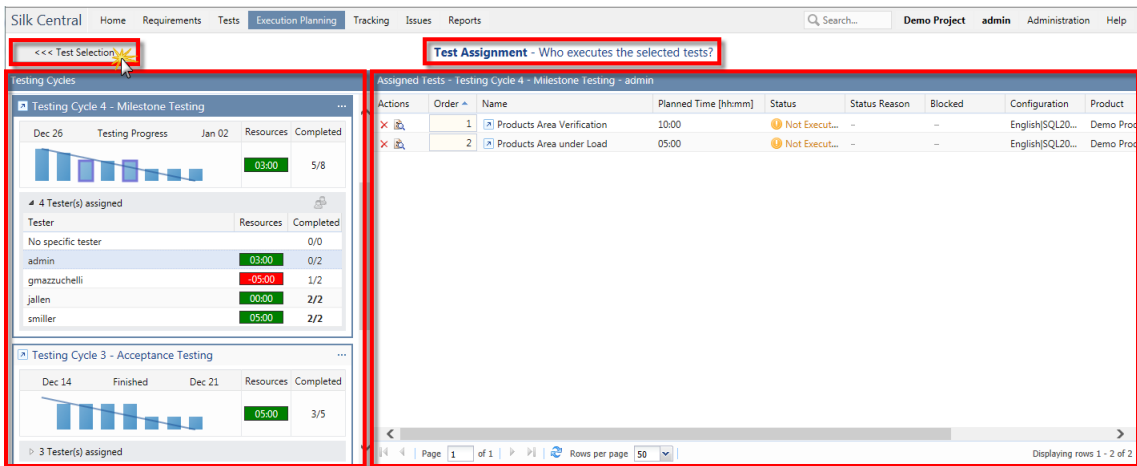 Silk Central Home Requirements Tests Execution Planning Tracking Issues Reports Search... Demo Project admin Administration Help
<<< Test Selection
Test Assignment - Who executes the selected tests?
Testing Cycles
Testing Cycle 4 - Milestone Testing ...
Dec 26 Testing Progress Jan 02 Resources Completed
03:00 5/8
4 Tester(s) assigned
Tester Resources Completed
No specific tester 0/0
admin 03:00 0/2
gmazzuchelli -05:00 1/2
jallen 00:00 2/2
smiller 05:00 2/2
Testing Cycle 3 - Acceptance Testing ...
Dec 14 Finished Dec 21 Resources Completed
05:00 3/5
3 Tester(s) assigned
Assigned Tests - Testing Cycle 4 - Milestone Testing - admin
Actions Order Name Planned Time [hh:mm] Status Status Reason Blocked Configuration Product
1 Products Area Verification 10:00 Not Execut... – – English|SQL20... Demo Prod
2 Products Area under Load 05:00 Not Execut... – – English|SQL20... Demo Prod
Page 1 of 1 Rows per page 50 Displaying rows 1 - 2 of 2